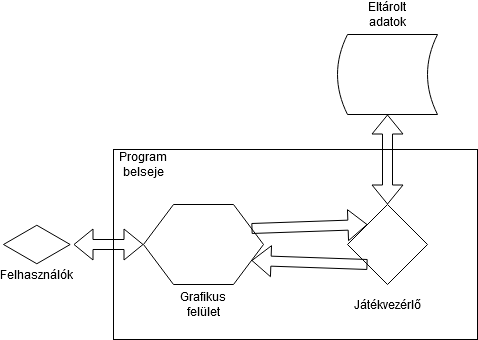 Eltárolt
adatok
Program
belseje
Felhasználók
Grafikus
felület
Játékvezérlő